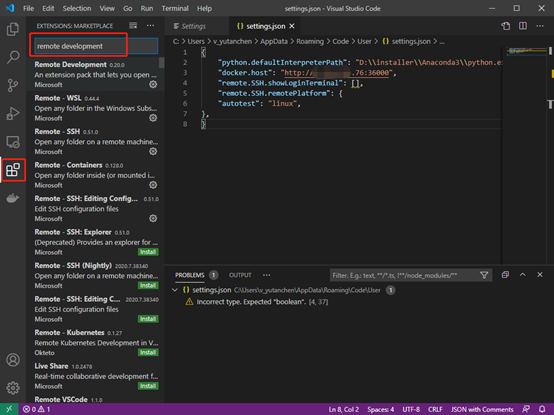 File Edit Selection View Go Run Terminal Help
settings.json - Visual Studio Code
EXTENSIONS: MARKETPLACE
remote development
Remote Development 0.20.0
An extension pack that lets you open ...
Microsoft
Remote - WSL 0.44.4
Open any folder in the Windows Subs...
Microsoft
Remote - SSH 0.51.0
Open any folder on a remote machine...
Microsoft
Remote - Containers 0.128.0
Open any folder inside (or mounted i...
Microsoft
Remote - SSH: Editing Config... 0.51.0
Edit SSH configuration files
Microsoft
Remote - SSH: Explorer 0.51.0
(Deprecated) Provides an explorer for ...
Microsoft Install
Remote - SSH (Nightly) 2020.7.38340
Open any folder on a remote machine...
Microsoft Install
Remote - SSH: Editing C... 2020.7.38340
Edit SSH configuration files
Microsoft Install
Remote - Kubernetes 0.1.27
Remote Kubernetes Development in V...
Okteto Install
Live Share 1.0.2478
Real-time collaborative development f...
Microsoft Install
Remote VSCode 1.1.0
Settings
{} settings.json
C: > Users > v_yutanchen > AppData > Roaming > Code > User > {} settings.json > ...
1 {
2 "python.defaultInterpreterPath": "D:\\installer\\Anaconda3\\python.e
3 "docker.host": "http://
.76:36000",
4 "remote.SSH.showLoginTerminal": [],
5 "remote.SSH.remotePlatform": {
6 "autotest": "linux",
7 },
8 }
PROBLEMS 1 OUTPUT ...
Filter. E.g.: text, **/*.ts, !**/node_modules/**
{} settings.json C:\Users\v_yutanchen\AppData\Roaming\Code\User 1
Incorrect type. Expected "boolean". [4, 37]
0 1
Ln 8, Col 2 Spaces: 4 UTF-8 CRLF JSON with Comments